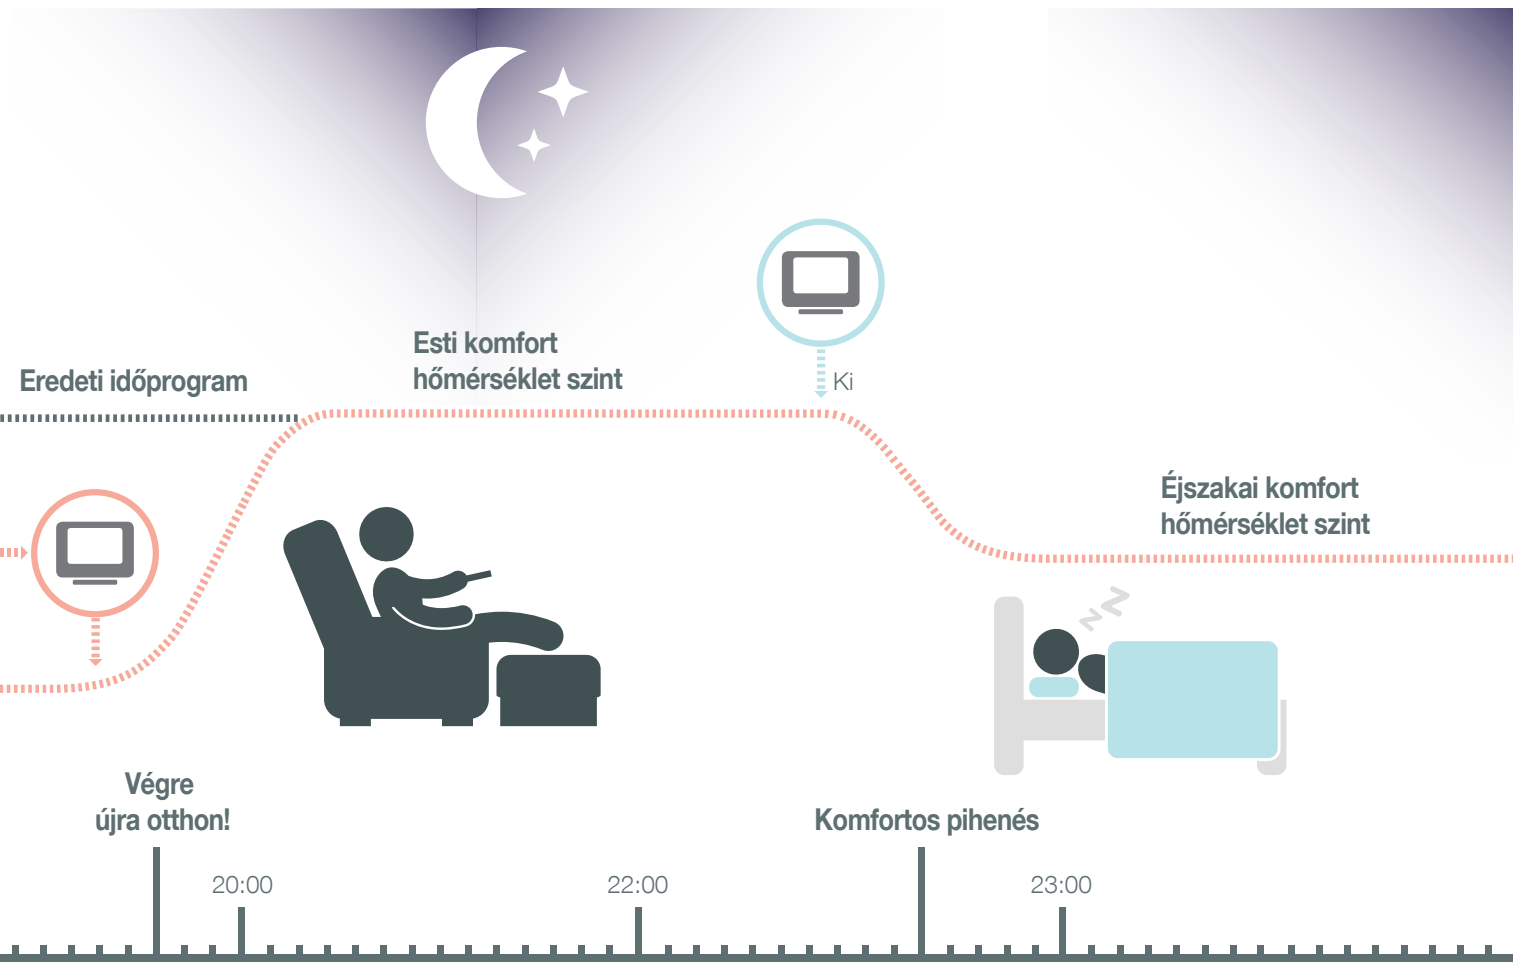 Esti komfort
hőmérséklet szint
Eredeti időprogram
Ki
Éjszakai komfort
hőmérséklet szint
zz
Végre
újra otthon!
Komfortos pihenés
20:00
22:00
23:00